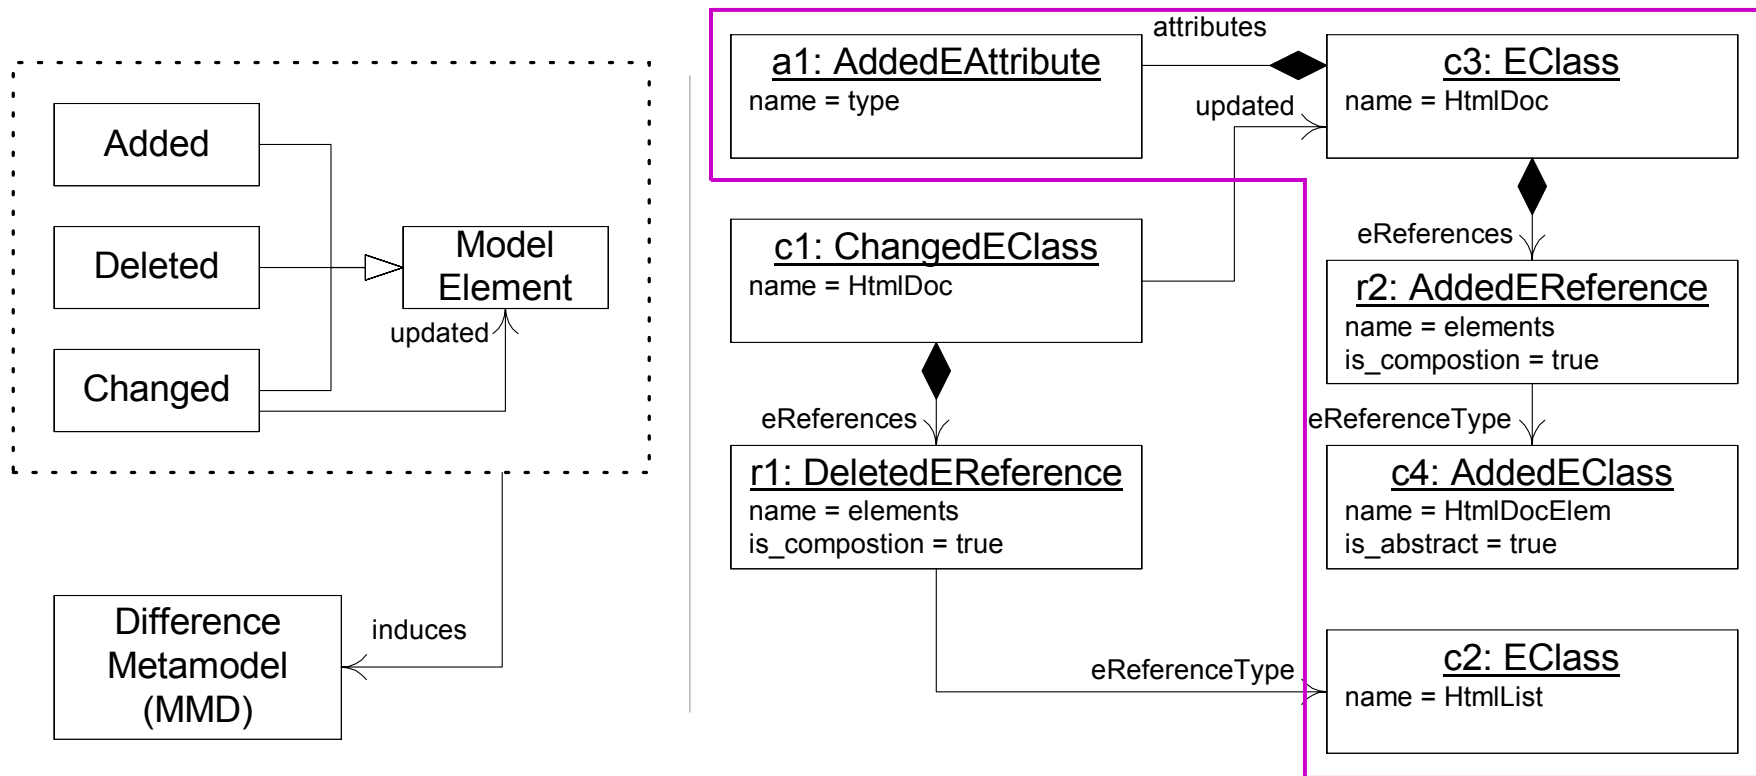 Added
Deleted
Changed
Model
Element
updated
Difference
Metamodel
(MMD)
induces
attributes
a1: AddedEAttribute
name = type
c3: EClass
name = HtmlDoc
updated
c1: ChangedEClass
name = HtmlDoc
eReferences
r2: AddedEReference
name = elements
is_compostion = true
eReferences
eReferenceType
r1: DeletedEReference
name = elements
is_compostion = true
c4: AddedEClass
name = HtmlDocElem
is_abstract = true
eReferenceType
c2: EClass
name = HtmlList